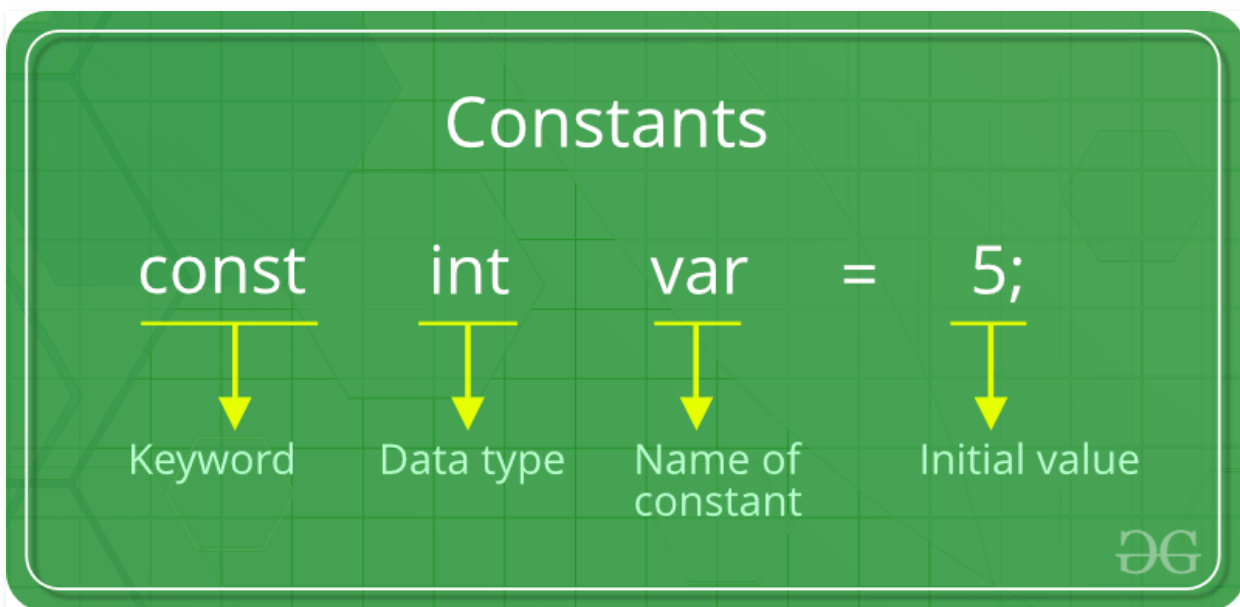 Constants
const int var = 5;
Keyword Data type Name of constant Initial value